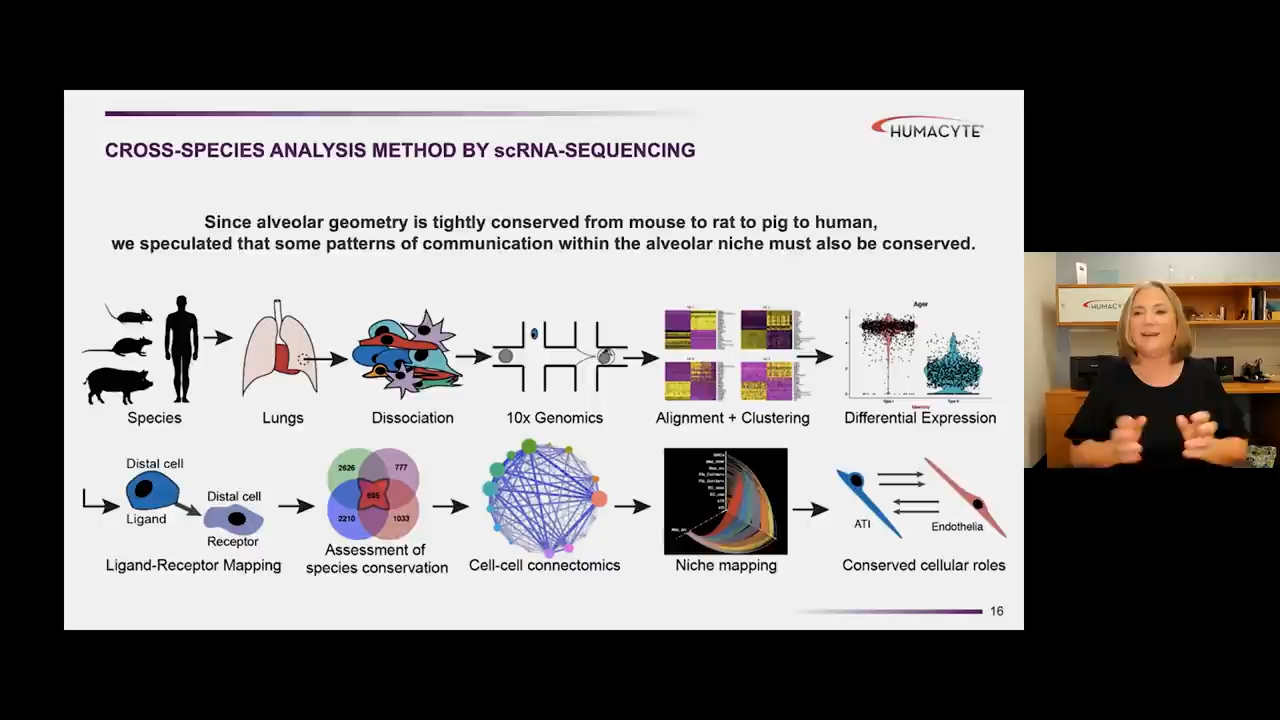 HUMACYTE
CROSS-SPECIES ANALYSIS METHOD BY scRNA-SEQUENCING
Since alveolar geometry is tightly conserved from mouse to rat to pig to human,
we speculated that some patterns of communication within the alveolar niche must also be conserved.
Ager
Species
Lungs
Dissociation
10x Genomics
Alignment + Clustering
Differential Expression
Distal cell
Ligand
Distal cell
Receptor
Ligand-Receptor Mapping
2626
777
695
2210
1033
Assessment of
species conservation
Cell-cell connectomics
Niche mapping
ATI
Endothelia
Conserved cellular roles
16
HUMACYTE